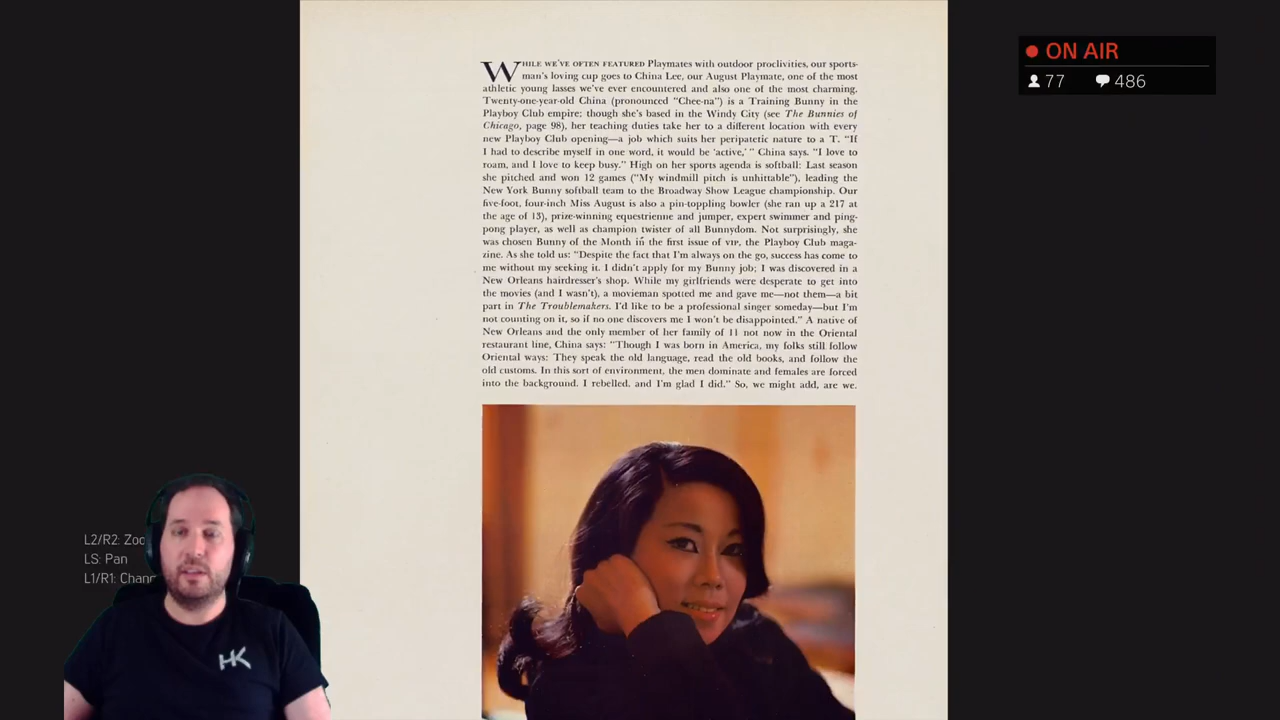 WHILE WE'VE OFTEN FEATURED Playmates with outdoor proclivities, our sports-
man's loving cup goes to China Lee, our August Playmate, one of the most
athletic young lasses we've ever encountered and also one of the most charming.
Twenty-one-year-old China (pronounced "Chee-na") is a Training Bunny in the
Playboy Club empire; though she's based in the Windy City (see The Bunnies of
Chicago, page 98), her teaching duties take her to a different location with every
new Playboy Club opening—a job which suits her peripatetic nature to a T. "If
I had to describe myself in one word, it would be 'active,' " China says. "I love to
roam, and I love to keep busy." High on her sports agenda is softball: Last season
she pitched and won 12 games ("My windmill pitch is unhittable"), leading the
New York Bunny softball team to the Broadway Show League championship. Our
five-foot, four-inch Miss August is also a pin-toppling bowler (she ran up a 217 at
the age of 13), prize-winning equestrienne and jumper, expert swimmer and ping-
pong player, as well as champion twister of all Bunnydom. Not surprisingly, she
was chosen Bunny of the Month in the first issue of VIP, the Playboy Club maga-
zine. As she told us: "Despite the fact that I'm always on the go, success has come to
me without my seeking it. I didn't apply for my Bunny job; I was discovered in a
New Orleans hairdresser's shop. While my girlfriends were desperate to get into
the movies (and I wasn't), a movieman spotted me and gave me—not them—a bit
part in The Troublemakers. I'd like to be a professional singer someday—but I'm
not counting on it, so if no one discovers me I won't be disappointed." A native of
New Orleans and the only member of her family of 11 not now in the Oriental
restaurant line, China says: "Though I was born in America, my folks still follow
Oriental ways: They speak the old language, read the old books, and follow the
old customs. In this sort of environment, the men dominate and females are forced
into the background. I rebelled, and I'm glad I did." So, we might add, are we.
ON AIR
77 486
L2/R2: Zoo
LS: Pan
L1/R1: Chang
HK